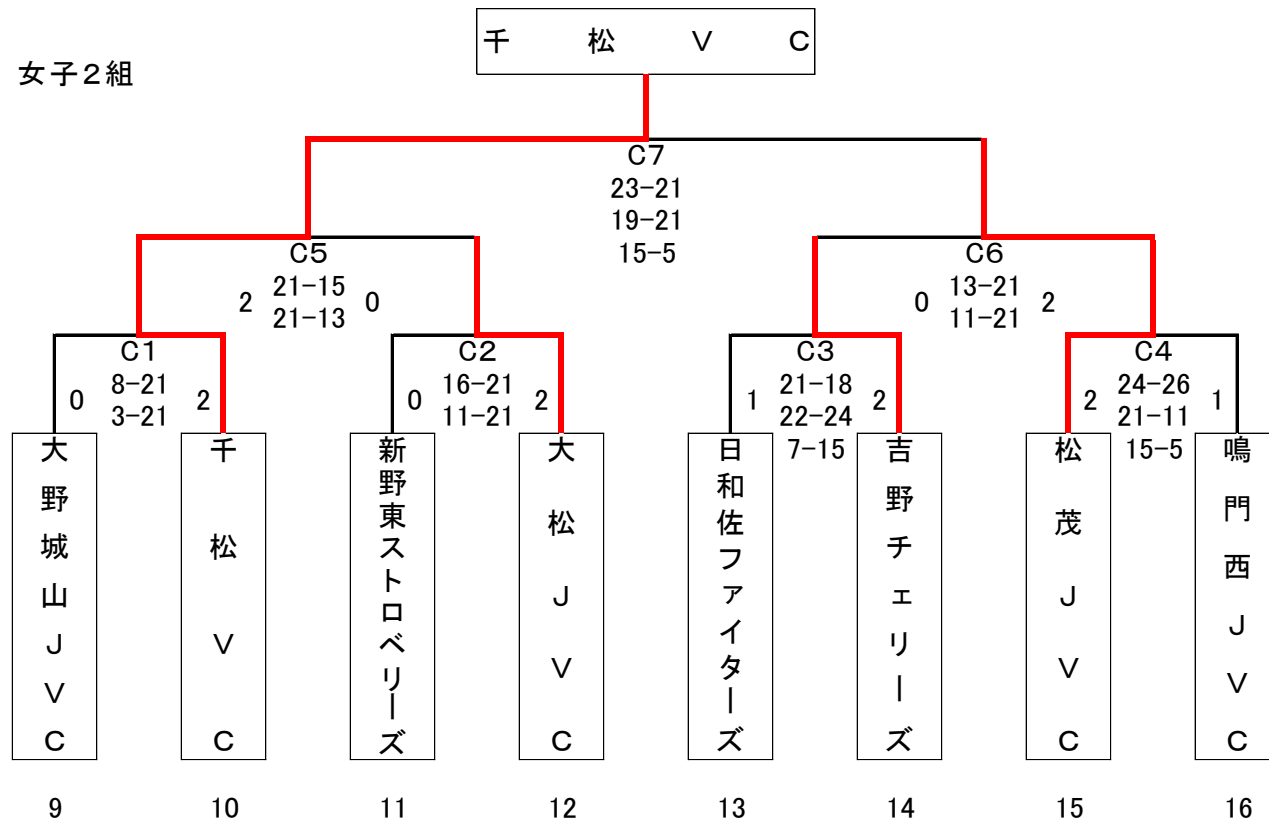 千松VC
女子2組
C7
23-21
19-21
15-5
C5
2 21-15 0
21-13
C6
0 13-21 2
11-21
C1
0 8-21 2
3-21
C2
0 16-21 2
11-21
C3
1 21-18 2
22-24
7-15
C4
2 24-26 1
21-11
15-5
大野城山JVC
千松VC
新野東ストロベリーズ
大松JVC
日和佐ファイターズ
吉野チェリーズ
松茂JVC
鳴門西JVC
9 10 11 12 13 14 15 16